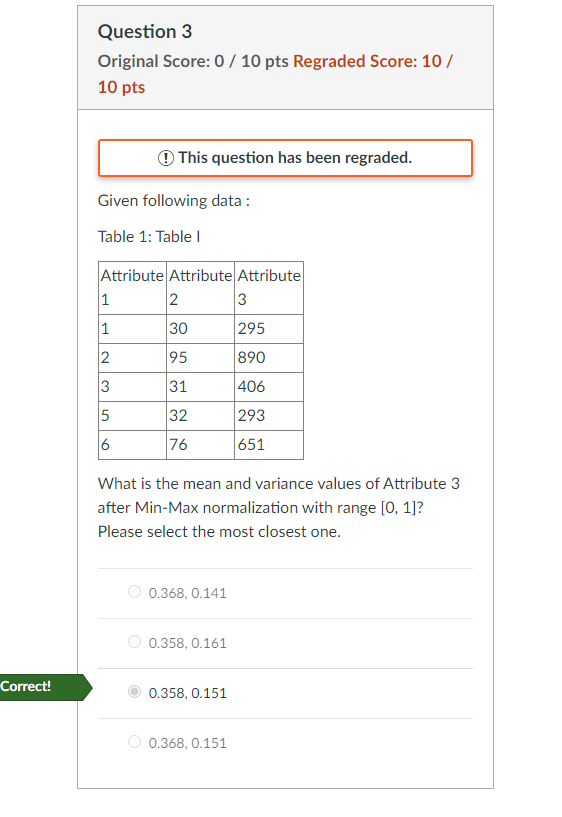 Question 3
Original Score: 0 / 10 pts Regraded Score: 10 /
10 pts
! This question has been regraded.
Given following data :
Table 1: Table I
Attribute Attribute Attribute
1 2 3
1 30 295
2 95 890
3 31 406
5 32 293
6 76 651
What is the mean and variance values of Attribute 3
after Min-Max normalization with range [0, 1]?
Please select the most closest one.
0.368, 0.141
0.358, 0.161
Correct! 0.358, 0.151
0.368, 0.151